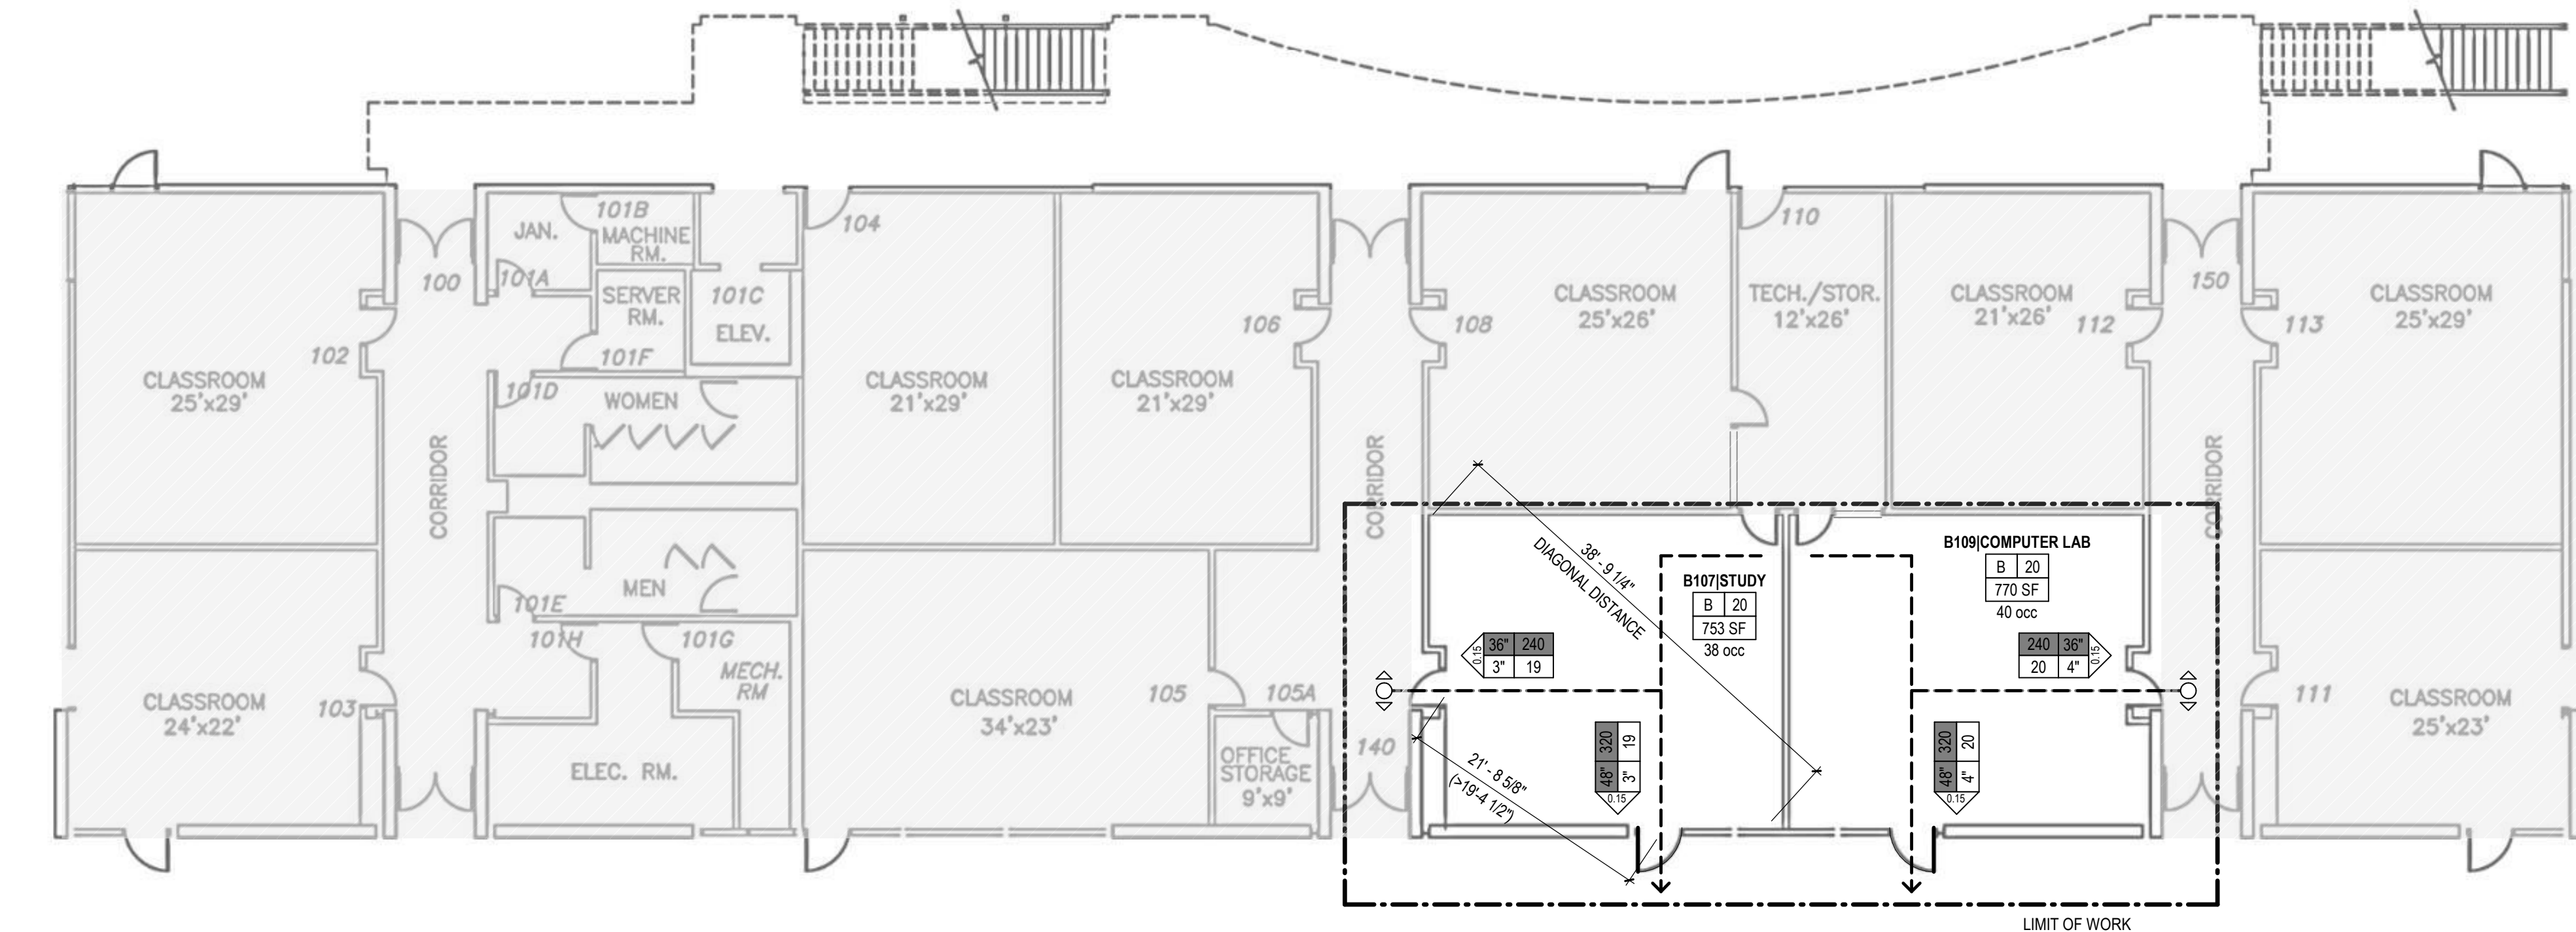 101B
MACHINE
RM.
JAN.
101A
100
SERVER
RM.
101F
101C
ELEV.
104
106
108
CLASSROOM
25'x26'
110
TECH./STOR.
12'x26'
CLASSROOM
21'x26'
112
150
113
CLASSROOM
25'x29'
102
CLASSROOM
25'x29'
101D
WOMEN
CLASSROOM
21'x29'
CLASSROOM
21'x29'
CORRIDOR
CORRIDOR
CORRIDOR
MEN
101E
101H
101G
MECH.
RM
CLASSROOM
24'x22'
103
ELEC. RM.
CLASSROOM
34'x23'
105
105A
OFFICE
STORAGE
9'x9'
140
38' - 9 1/4"
DIAGONAL DISTANCE
B107|STUDY
B 20
753 SF
38 occ
B109|COMPUTER LAB
B 20
770 SF
40 occ
0.15
36" 240
3" 19
240 36"
20 4"
0.15
320 19
48" 3"
0.15
320 20
48" 4"
0.15
21' - 8 5/8"
(>19'-4 1/2")
111
CLASSROOM
25'x23'
LIMIT OF WORK